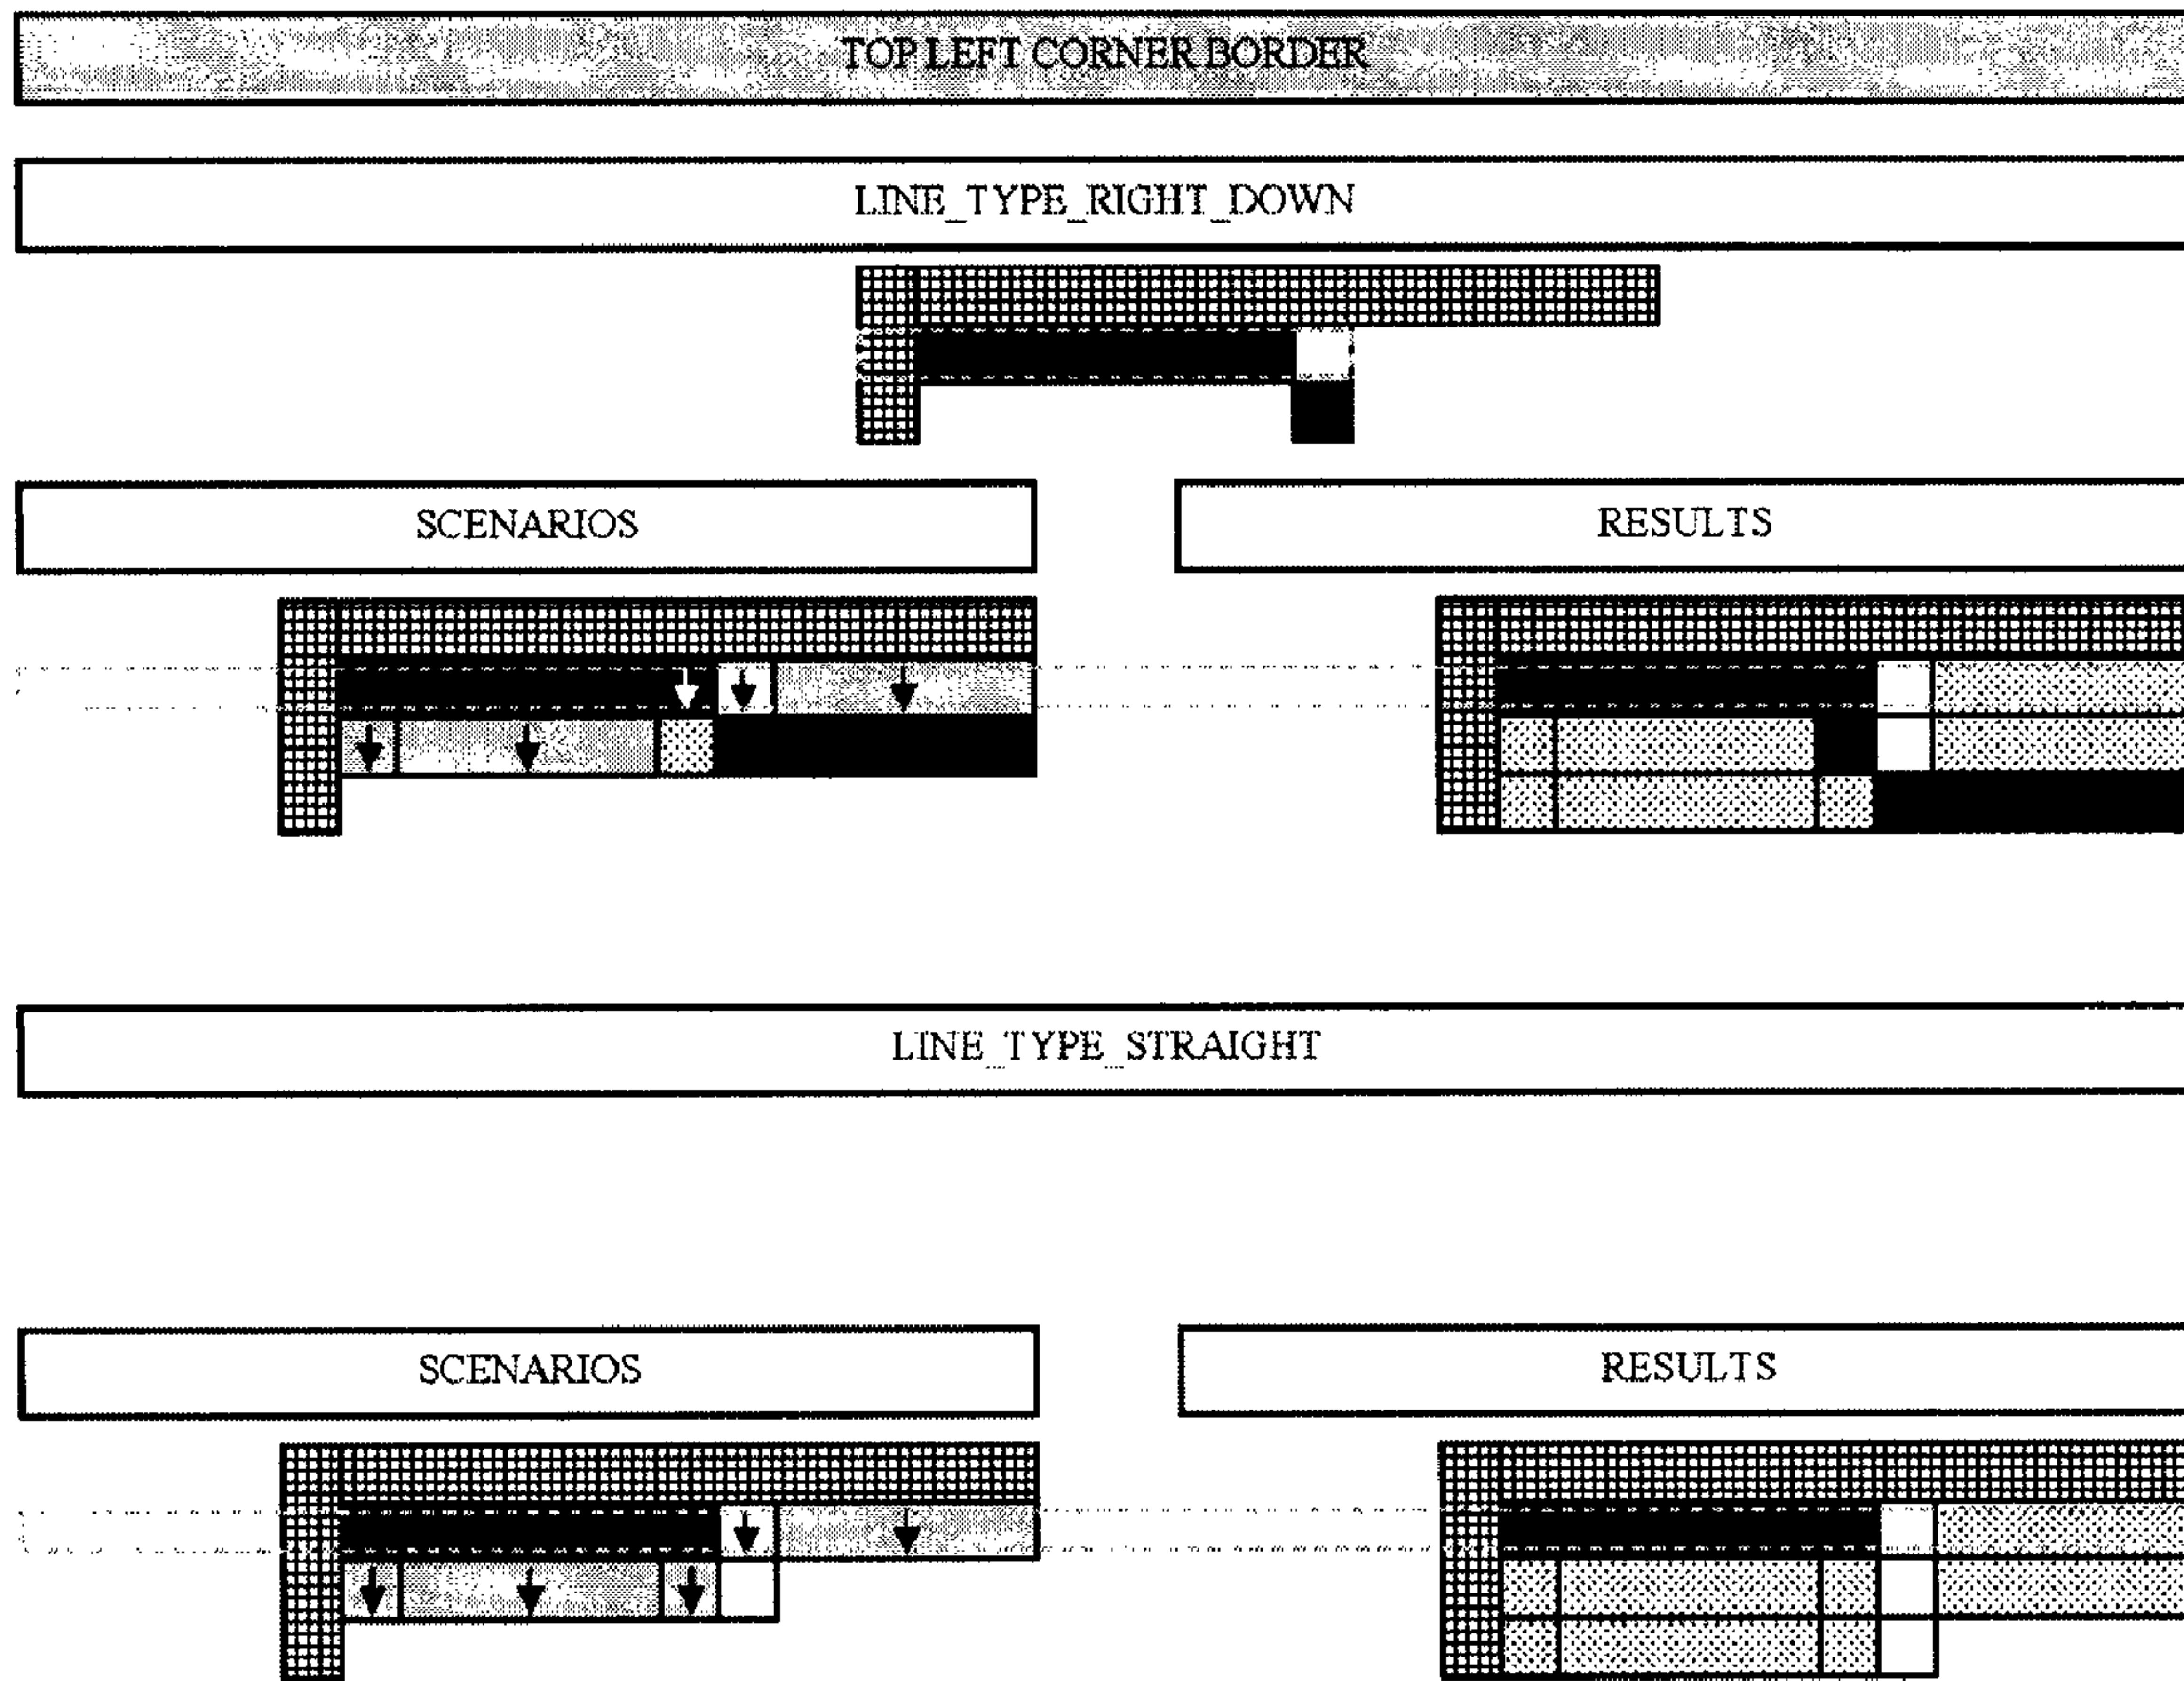 TOP LEFT CORNER BORDER
LINE_TYPE_RIGHT_DOWN
SCENARIOS
RESULTS
LINE_TYPE_STRAIGHT
SCENARIOS
RESULTS